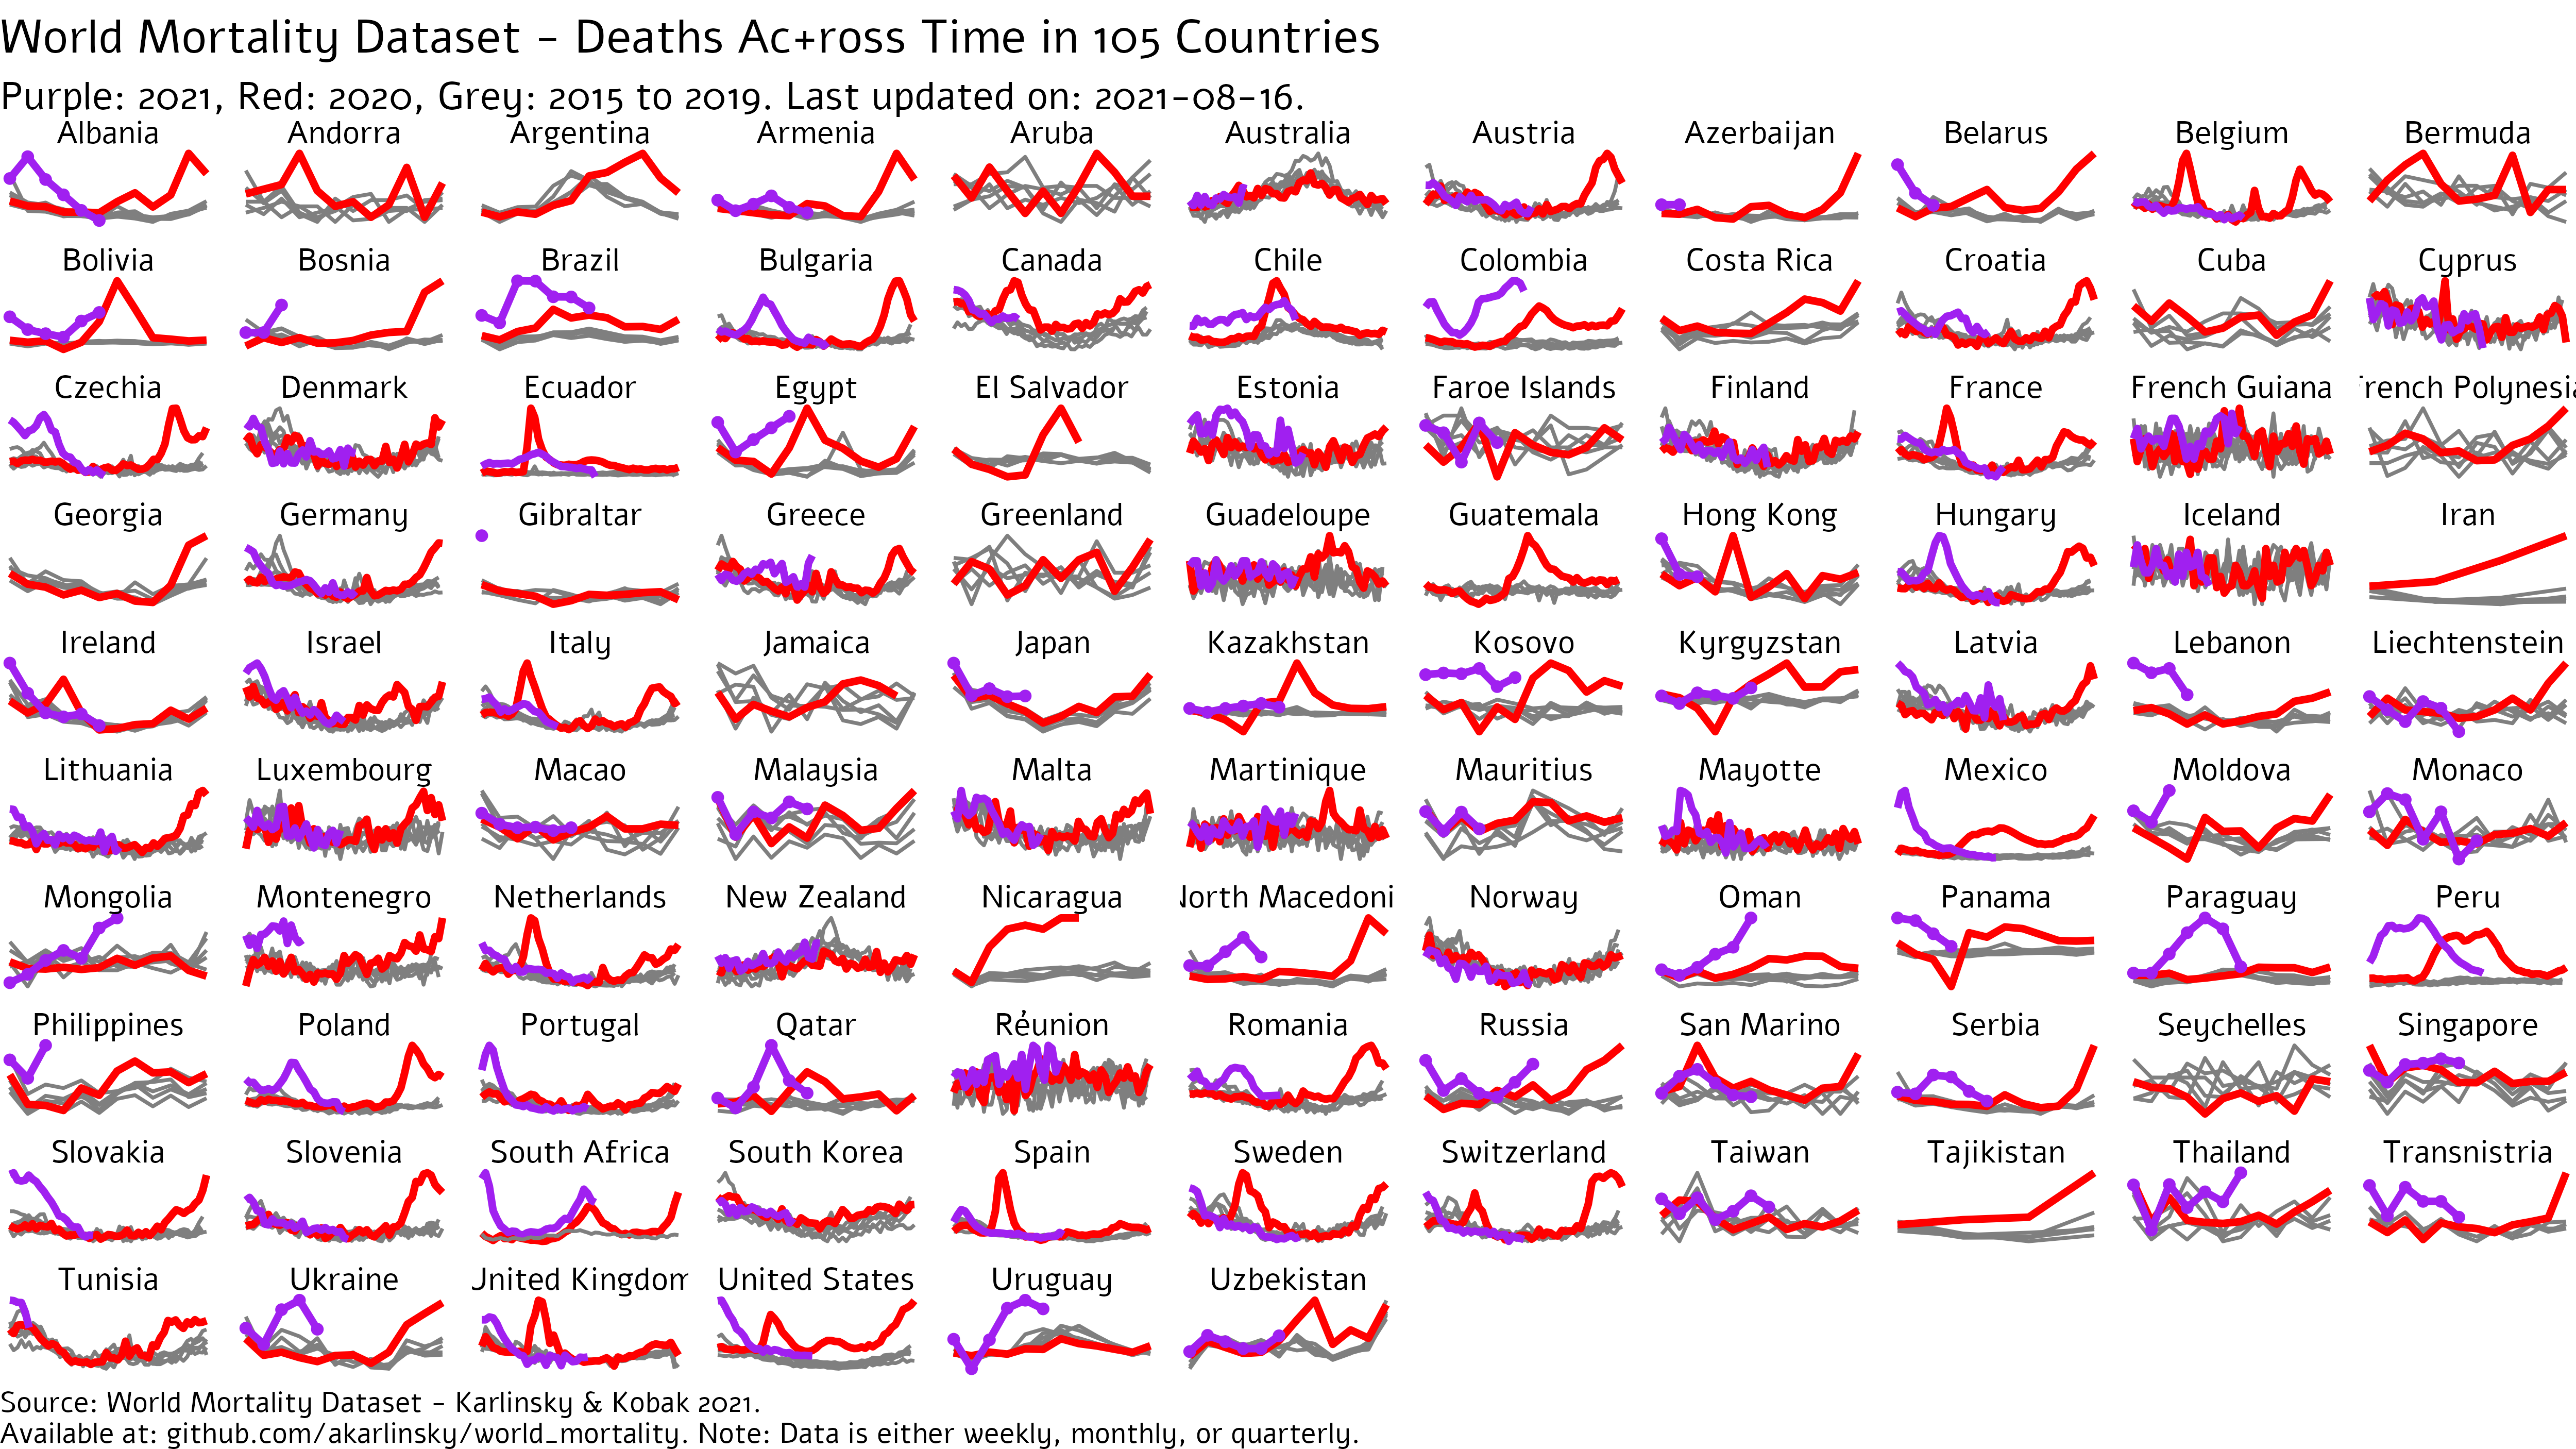 World Mortality Dataset - Deaths Ac+ross Time in 105 Countries
Purple: 2021, Red: 2020, Grey: 2015 to 2019. Last updated on: 2021-08-16.
Albania Andorra Argentina Armenia Aruba Australia Austria Azerbaijan Belarus Belgium Bermuda
Bolivia Bosnia Brazil Bulgaria Canada Chile Colombia Costa Rica Croatia Cuba Cyprus
Czechia Denmark Ecuador Egypt El Salvador Estonia Faroe Islands Finland France French Guiana French Polynesia
Georgia Germany Gibraltar Greece Greenland Guadeloupe Guatemala Hong Kong Hungary Iceland Iran
Ireland Israel Italy Jamaica Japan Kazakhstan Kosovo Kyrgyzstan Latvia Lebanon Liechtenstein
Lithuania Luxembourg Macao Malaysia Malta Martinique Mauritius Mayotte Mexico Moldova Monaco
Mongolia Montenegro Netherlands New Zealand Nicaragua North Macedoni Norway Oman Panama Paraguay Peru
Philippines Poland Portugal Qatar Réunion Romania Russia San Marino Serbia Seychelles Singapore
Slovakia Slovenia South Africa South Korea Spain Sweden Switzerland Taiwan Tajikistan Thailand Transnistria
Tunisia Ukraine United Kingdom United States Uruguay Uzbekistan
Source: World Mortality Dataset - Karlinsky & Kobak 2021.
Available at: github.com/akarlinsky/world_mortality. Note: Data is either weekly, monthly, or quarterly.